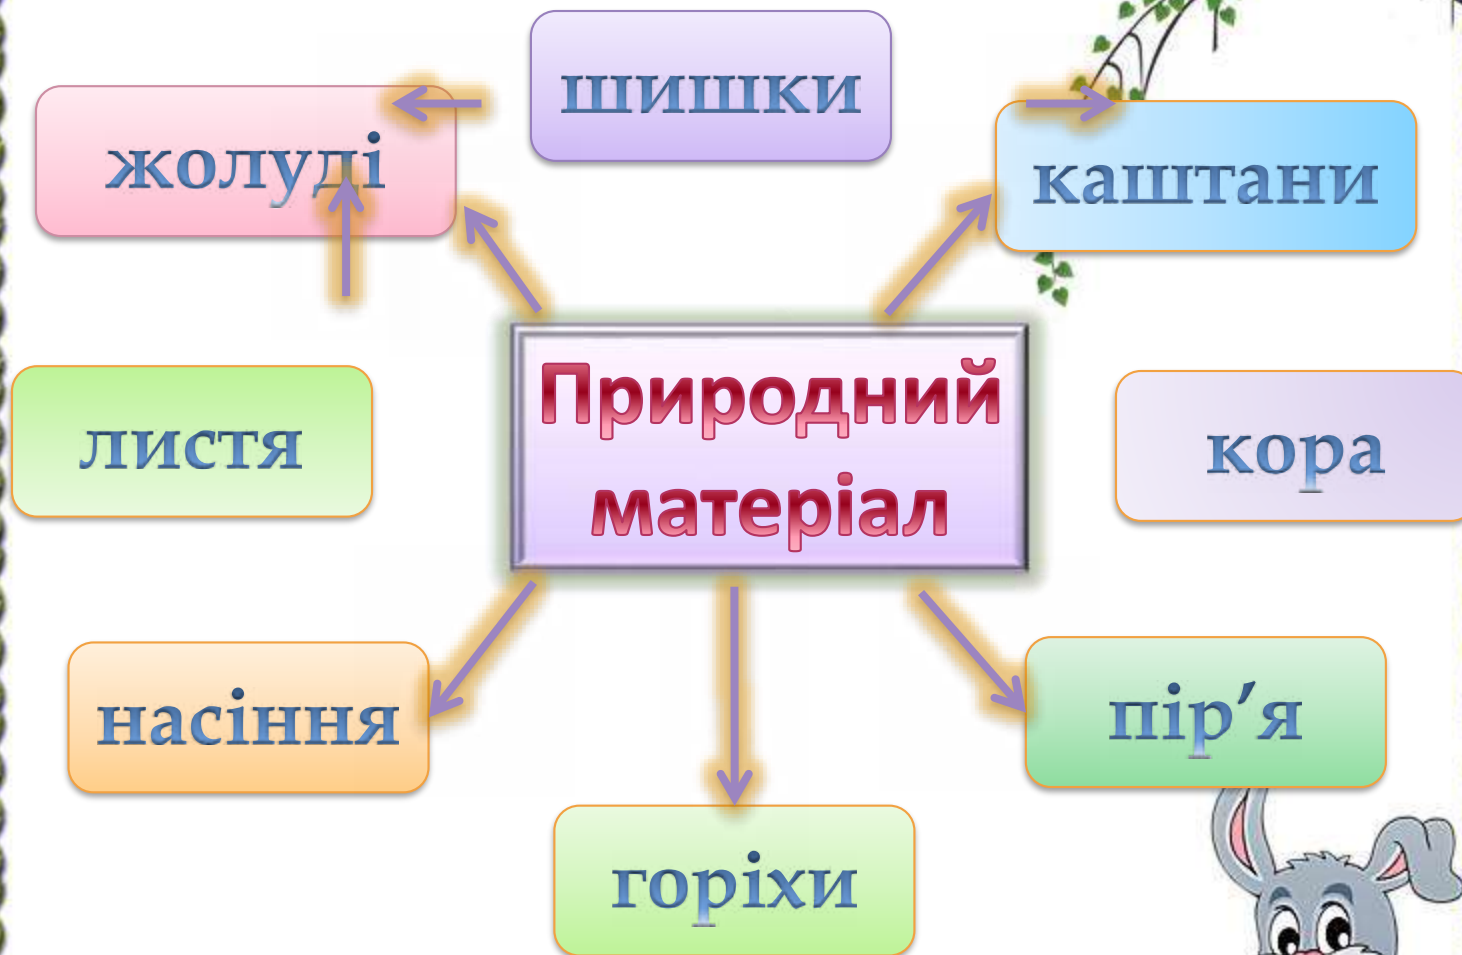 шишки
жолуді
каштани
Природний
матеріал
листя
кора
насіння
пір’я
горіхи